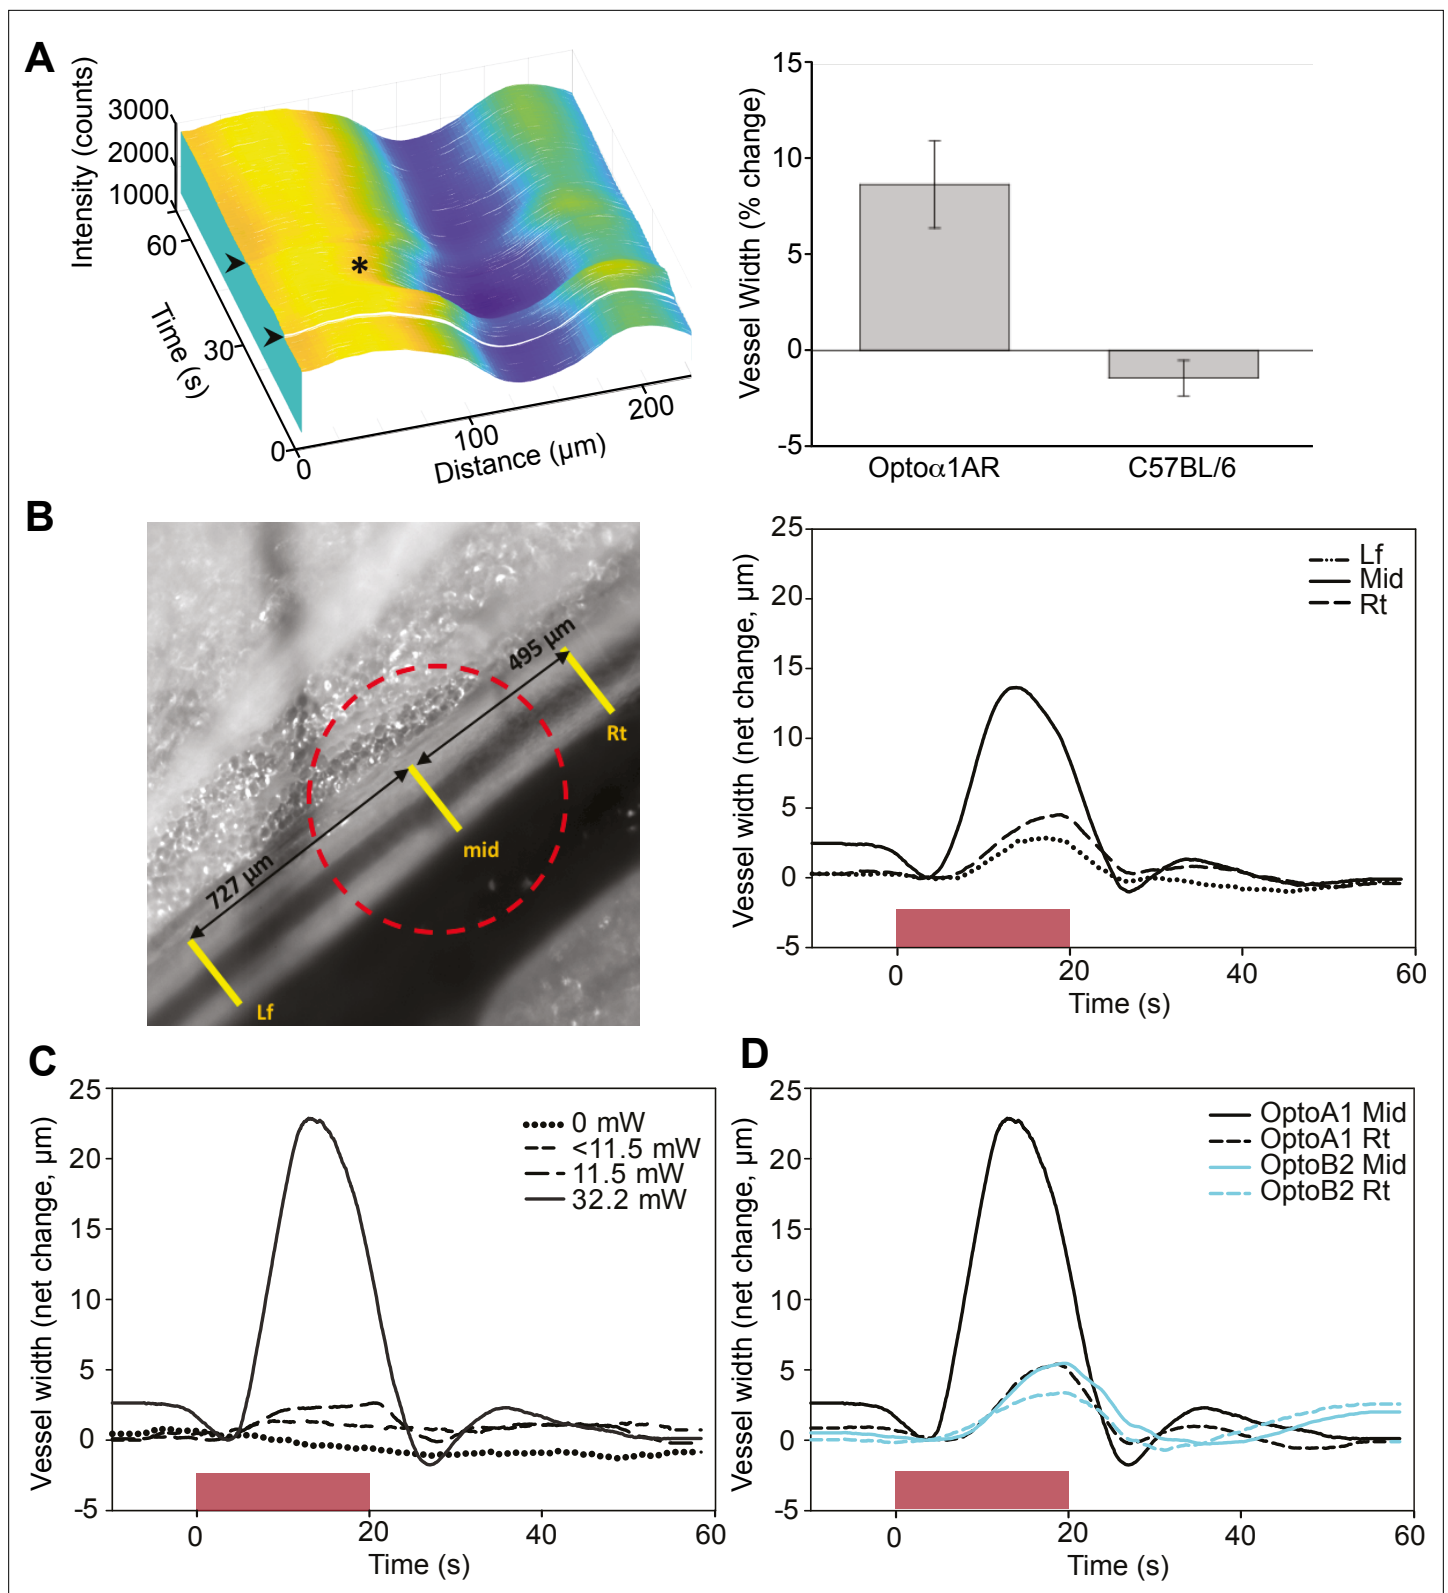 A
Intensity (counts)
3000
2000
1000
60
30
0
Time (s)
*
0
100
200
Distance (µm)
Vessel Width (% change)
15
10
5
0
-5
Optoα1AR
C57BL/6
B
495 µm
727 µm
Rt
mid
Lf
Vessel width (net change, µm)
25
20
15
10
5
0
-5
Lf
Mid
Rt
0
20
40
60
Time (s)
C
Vessel width (net change, µm)
25
20
15
10
5
0
-5
0 mW
<11.5 mW
11.5 mW
32.2 mW
0
20
40
60
Time (s)
D
Vessel width (net change, µm)
25
20
15
10
5
0
-5
OptoA1 Mid
OptoA1 Rt
OptoB2 Mid
OptoB2 Rt
0
20
40
60
Time (s)